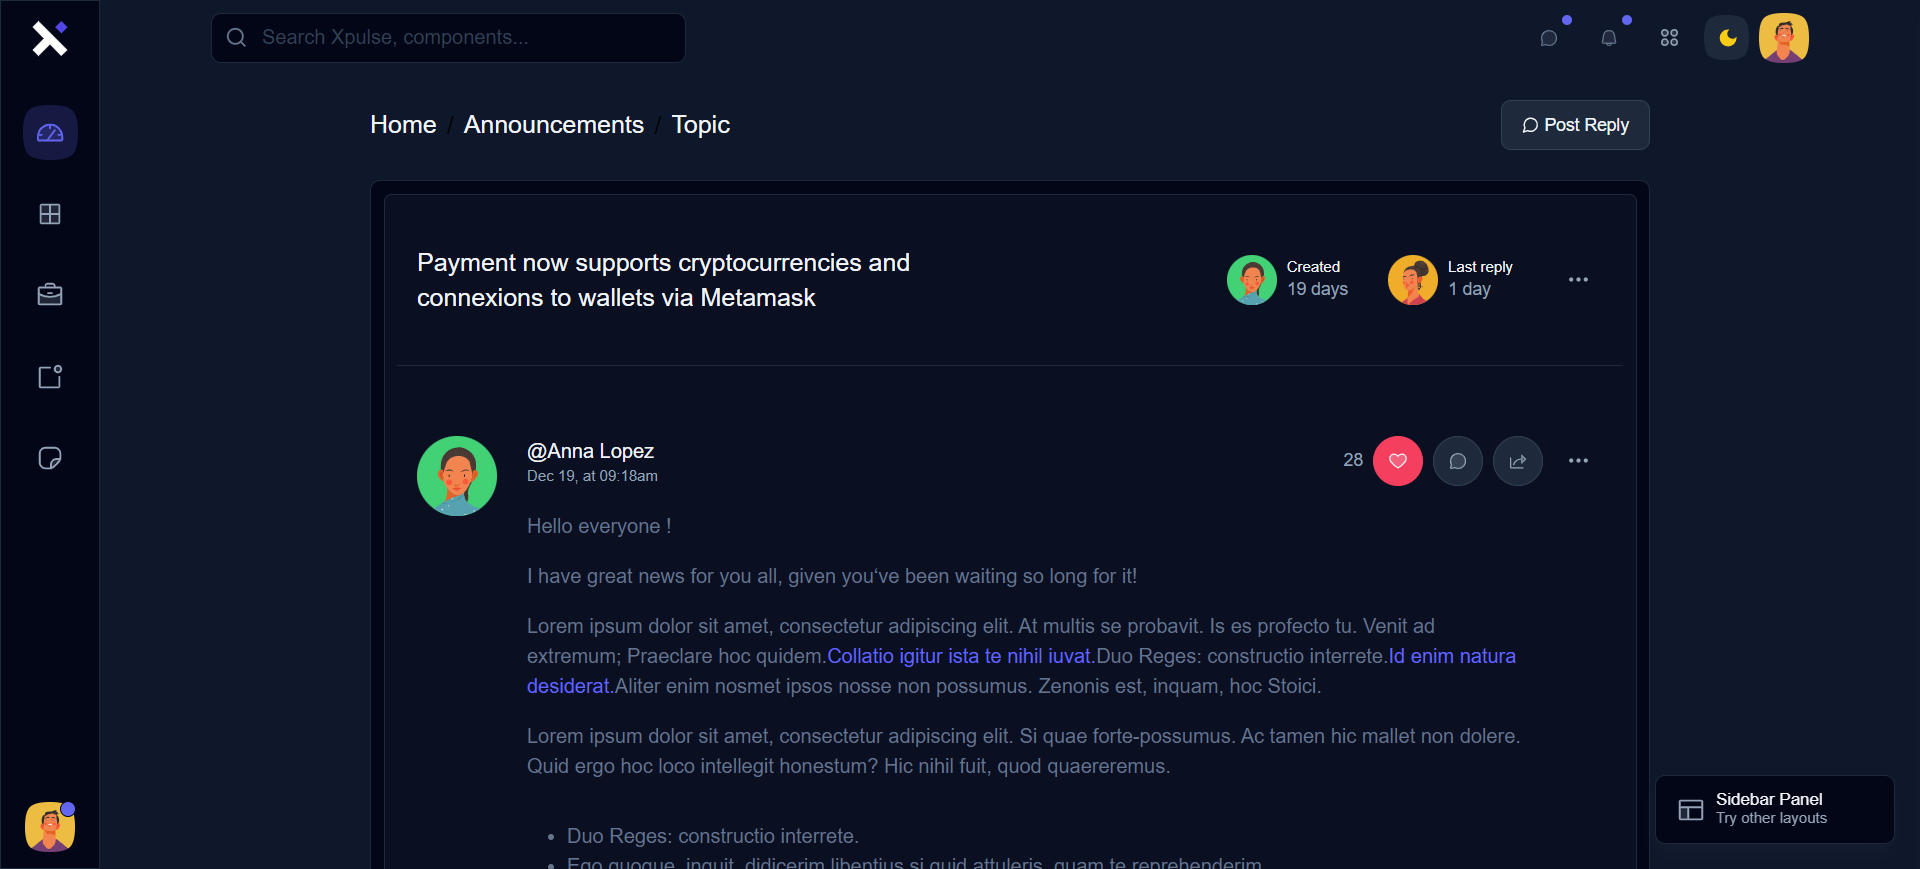 Search Xpulse, components...
Home / Announcements / Topic
Post Reply
Payment now supports cryptocurrencies and
connexions to wallets via Metamask
Created
19 days
Last reply
1 day
@Anna Lopez
Dec 19, at 09:18am
28
Hello everyone !
I have great news for you all, given you‘ve been waiting so long for it!
Lorem ipsum dolor sit amet, consectetur adipiscing elit. At multis se probavit. Is es profecto tu. Venit ad
extremum; Praeclare hoc quidem.Collatio igitur ista te nihil iuvat.Duo Reges: constructio interrete.Id enim natura
desiderat.Aliter enim nosmet ipsos nosse non possumus. Zenonis est, inquam, hoc Stoici.
Lorem ipsum dolor sit amet, consectetur adipiscing elit. Si quae forte-possumus. Ac tamen hic mallet non dolere.
Quid ergo hoc loco intellegit honestum? Hic nihil fuit, quod quaereremus.
• Duo Reges: constructio interrete.
• Ego quoque, inquit, didicerim libentius si quid attuleris, quam te reprehenderim.
Sidebar Panel
Try other layouts